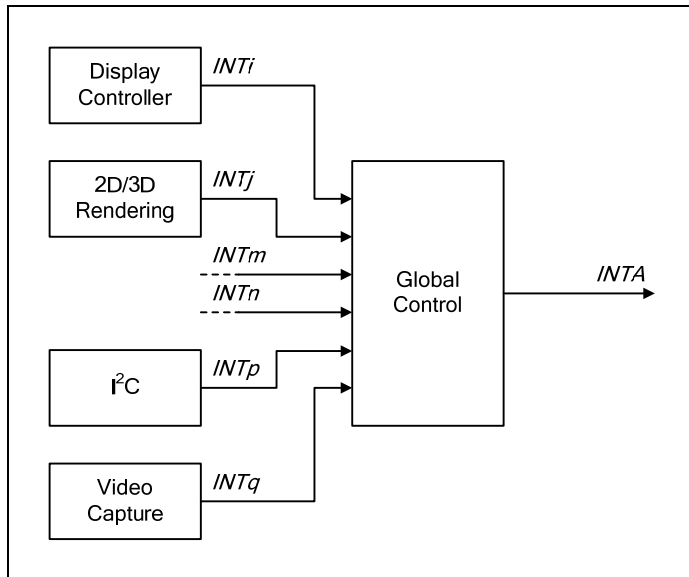 Display
Controller
INTi
2D/3D
Rendering
INTj
INTm
INTn
I²C
INTp
Video
Capture
INTq
Global
Control
INTA